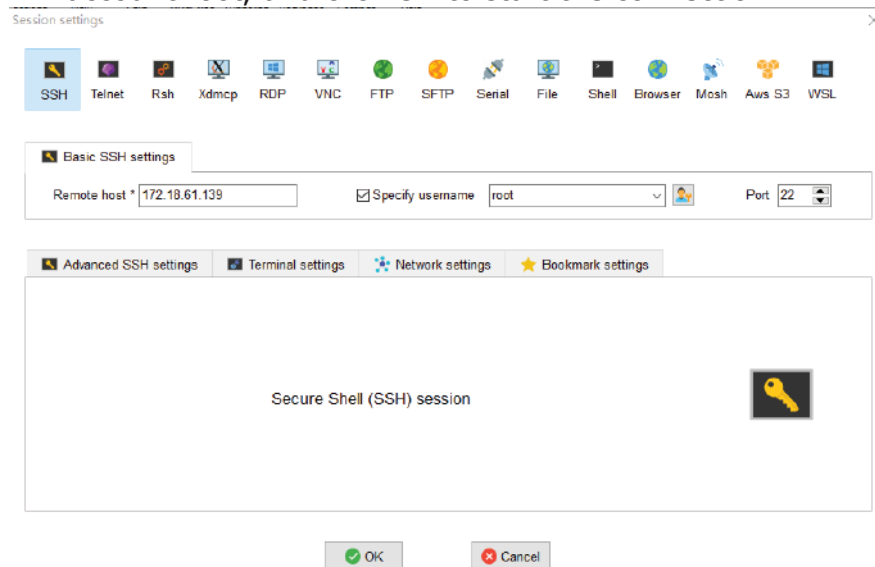 Session settings
SSH Telnet Rsh Xdmcp RDP VNC FTP SFTP Serial File Shell Browser Mosh Aws S3 WSL
Basic SSH settings
Remote host * 172.18.61.139 Specify username root Port 22
Advanced SSH settings Terminal settings Network settings Bookmark settings
Secure Shell (SSH) session
OK Cancel